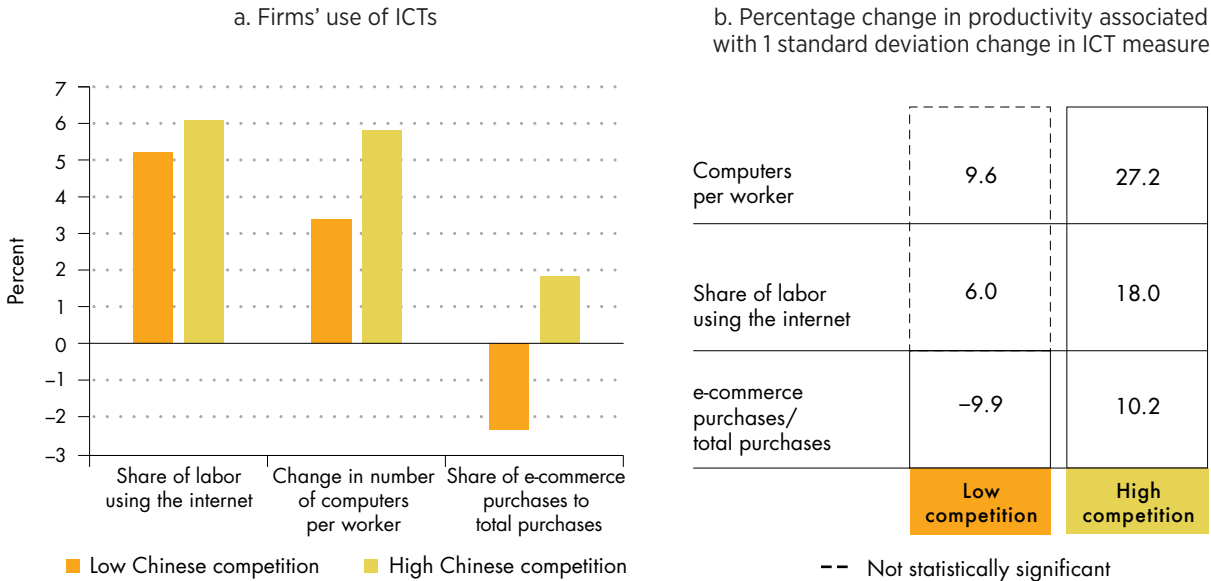 a. Firms' use of ICTs
7
6
5
4
3
2
1
0
–1
–2
–3
Percent
Share of labor
using the internet
Change in number
of computers
per worker
Share of e-commerce
purchases to
total purchases
Low Chinese competition
High Chinese competition
b. Percentage change in productivity associated
with 1 standard deviation change in ICT measure
Computers
per worker
9.6
27.2
Share of labor
using the internet
6.0
18.0
e-commerce
purchases/
total purchases
–9.9
10.2
Low
competition
High
competition
Not statistically significant